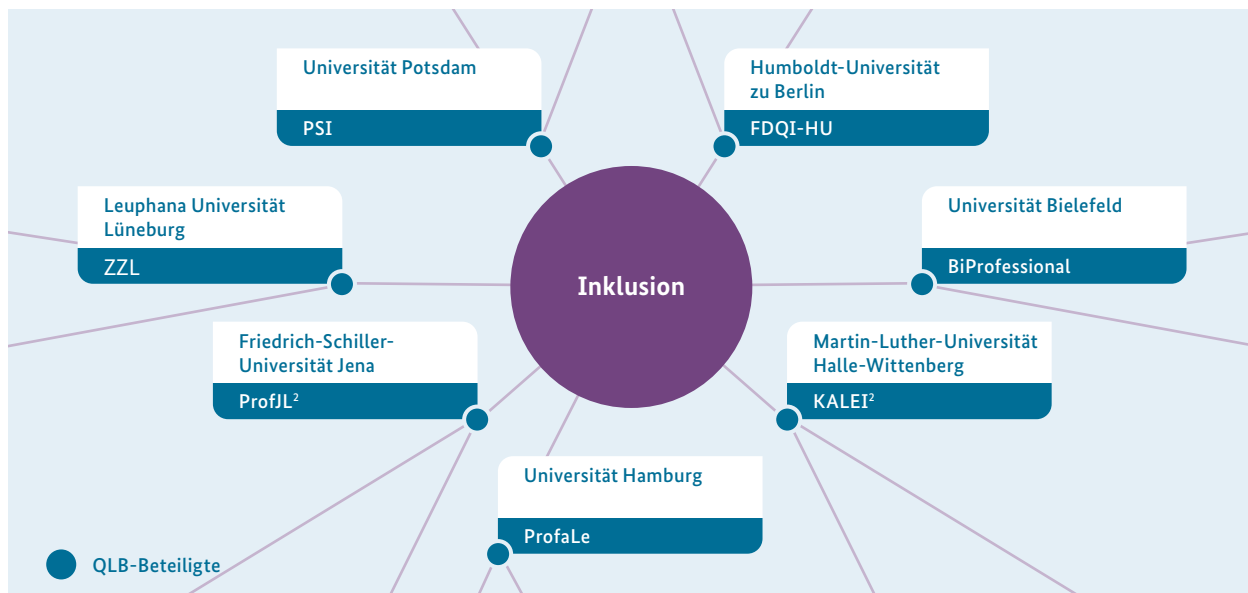 Universität Potsdam
PSI
Humboldt-Universität
zu Berlin
FDQI-HU
Leuphana Universität
Lüneburg
ZZL
Inklusion
Universität Bielefeld
BiProfessional
Friedrich-Schiller-
Universität Jena
ProfJL²
Martin-Luther-Universität
Halle-Wittenberg
KALEI²
Universität Hamburg
ProfaLe
QLB-Beteiligte